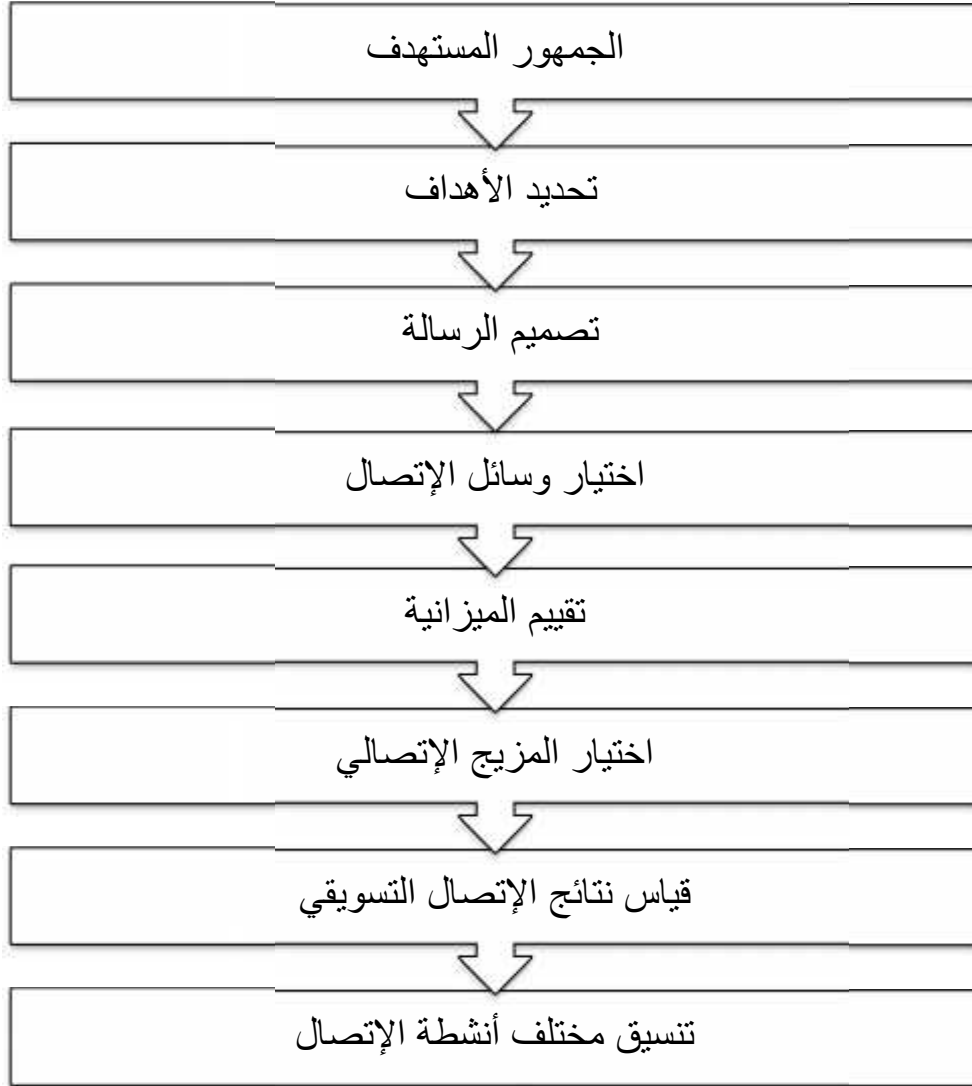 الجمهور المستهدف
تحديد الأهداف
تصميم الرسالة
اختيار وسائل الإتصال
تقييم الميزانية
اختيار المزيج الإتصالي
قياس نتائج الإتصال التسويقي
تنسيق مختلف أنشطة الإتصال